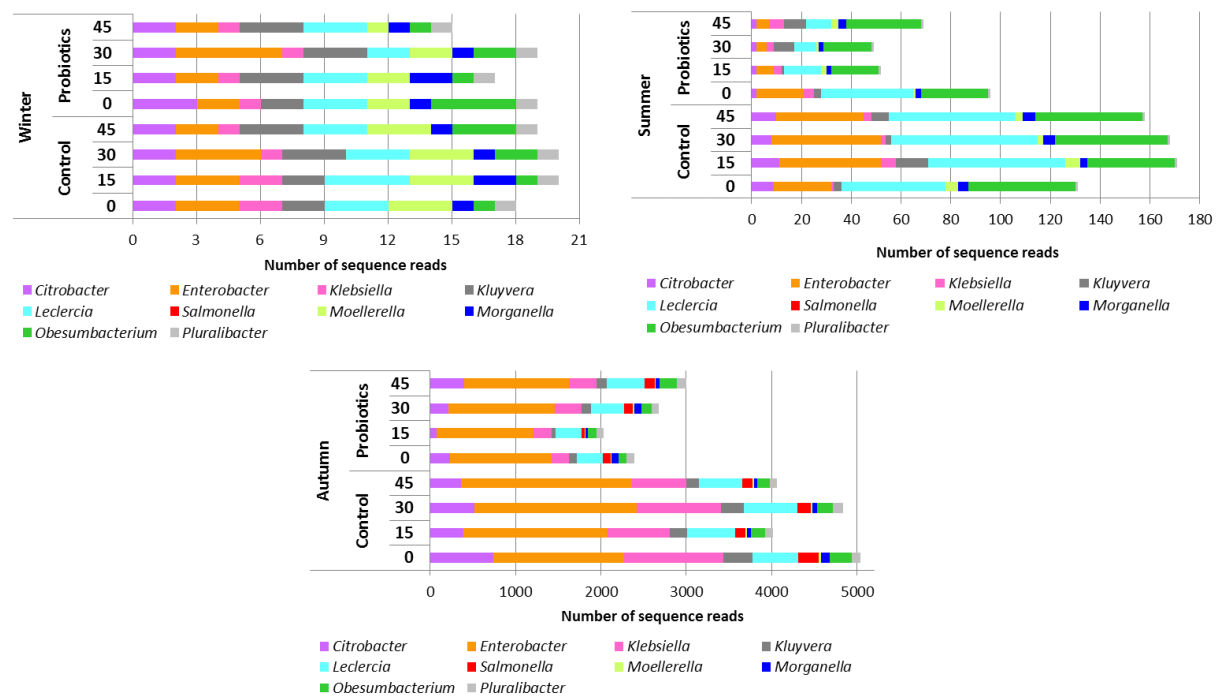 Winter
Probiotics
45
30
15
0
Control
45
30
15
0
0 3 6 9 12 15 18 21
Number of sequence reads
Citrobacter Enterobacter Klebsiella Kluyvera
Leclercia Salmonella Moellerella Morganella
Obesumbacterium Pluralibacter
Summer
Probiotics
45
30
15
0
Control
45
30
15
0
0 20 40 60 80 100 120 140 160 180
Number of sequence reads
Citrobacter Enterobacter Klebsiella Kluyvera
Leclercia Salmonella Moellerella Morganella
Obesumbacterium Pluralibacter
Autumn
Probiotics
45
30
15
0
Control
45
30
15
0
0 1000 2000 3000 4000 5000
Number of sequence reads
Citrobacter Enterobacter Klebsiella Kluyvera
Leclercia Salmonella Moellerella Morganella
Obesumbacterium Pluralibacter